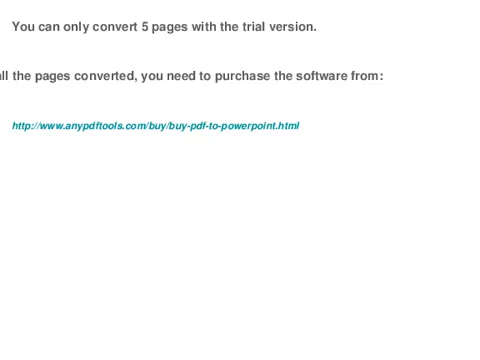 You can only convert 5 pages with the trial version.
all the pages converted, you need to purchase the software from:
http://www.anypdftools.com/buy/buy-pdf-to-powerpoint.html